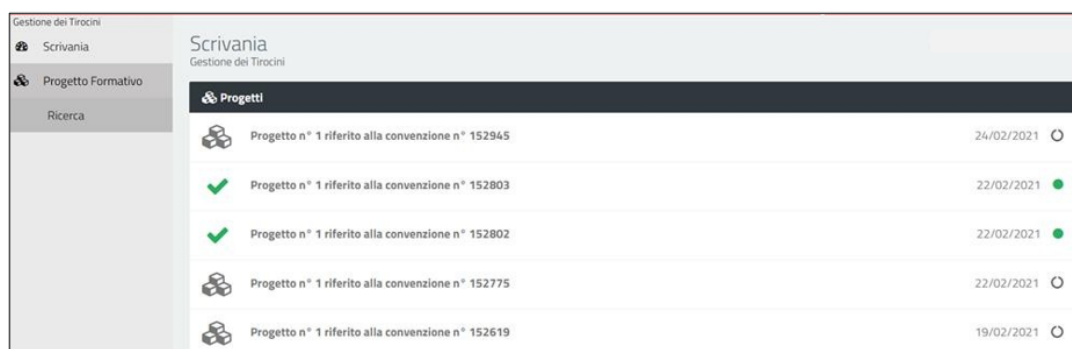 Gestione dei Tirocini
Scrivania
Progetto Formativo
Ricerca
Scrivania
Gestione dei Tirocini
Progetti
Progetto n° 1 riferito alla convenzione n° 152945 24/02/2021
Progetto n° 1 riferito alla convenzione n° 152803 22/02/2021
Progetto n° 1 riferito alla convenzione n° 152802 22/02/2021
Progetto n° 1 riferito alla convenzione n° 152775 22/02/2021
Progetto n° 1 riferito alla convenzione n° 152619 19/02/2021